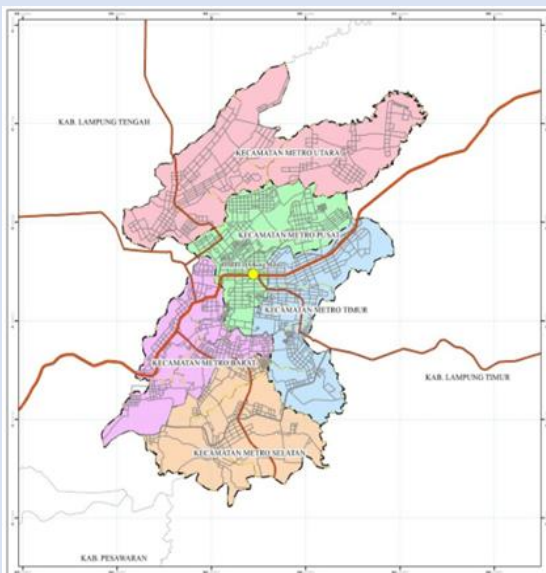 KAB. LAMPUNG TENGAH
KECAMATAN METRO UTARA
KECAMATAN METRO PUSAT
KECAMATAN METRO TIMUR
KECAMATAN METRO BARAT
KAB. LAMPUNG TIMUR
KECAMATAN METRO SELATAN
KAB. PESAWARAN